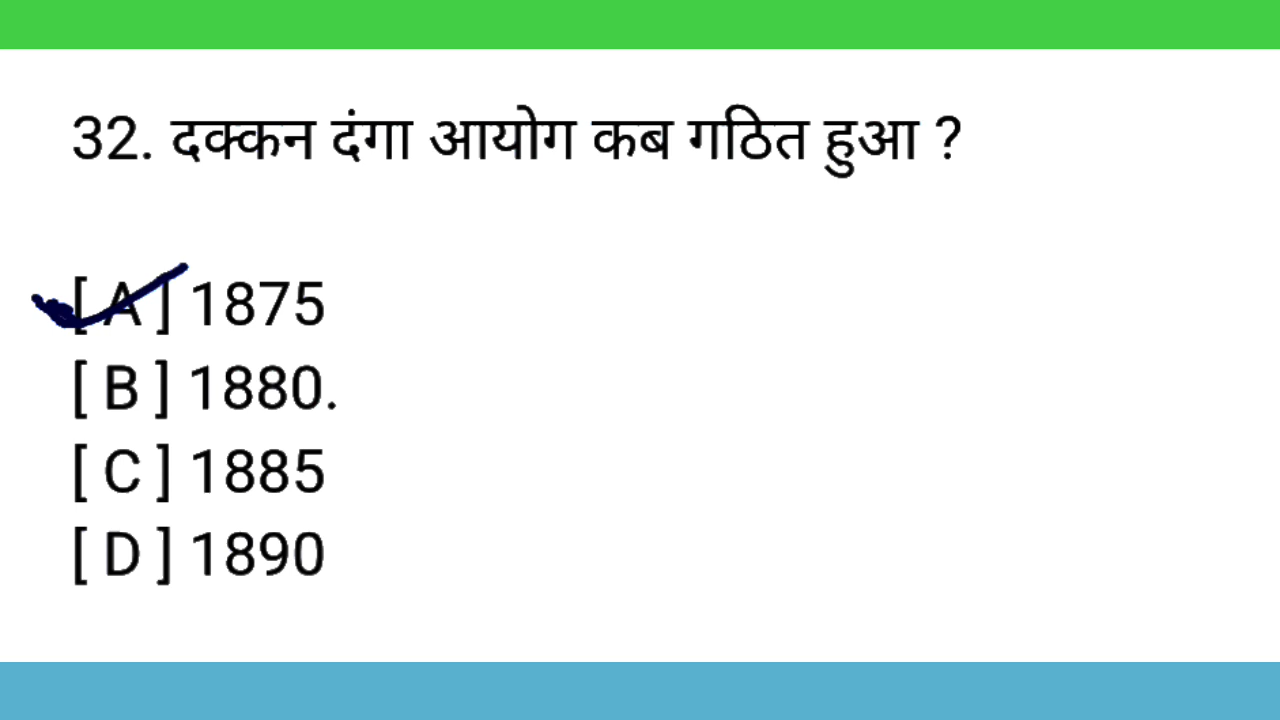 32. दक्कन दंगा आयोग कब गठित हुआ ?
[ A ] 1875
[ B ] 1880.
[ C ] 1885
[ D ] 1890